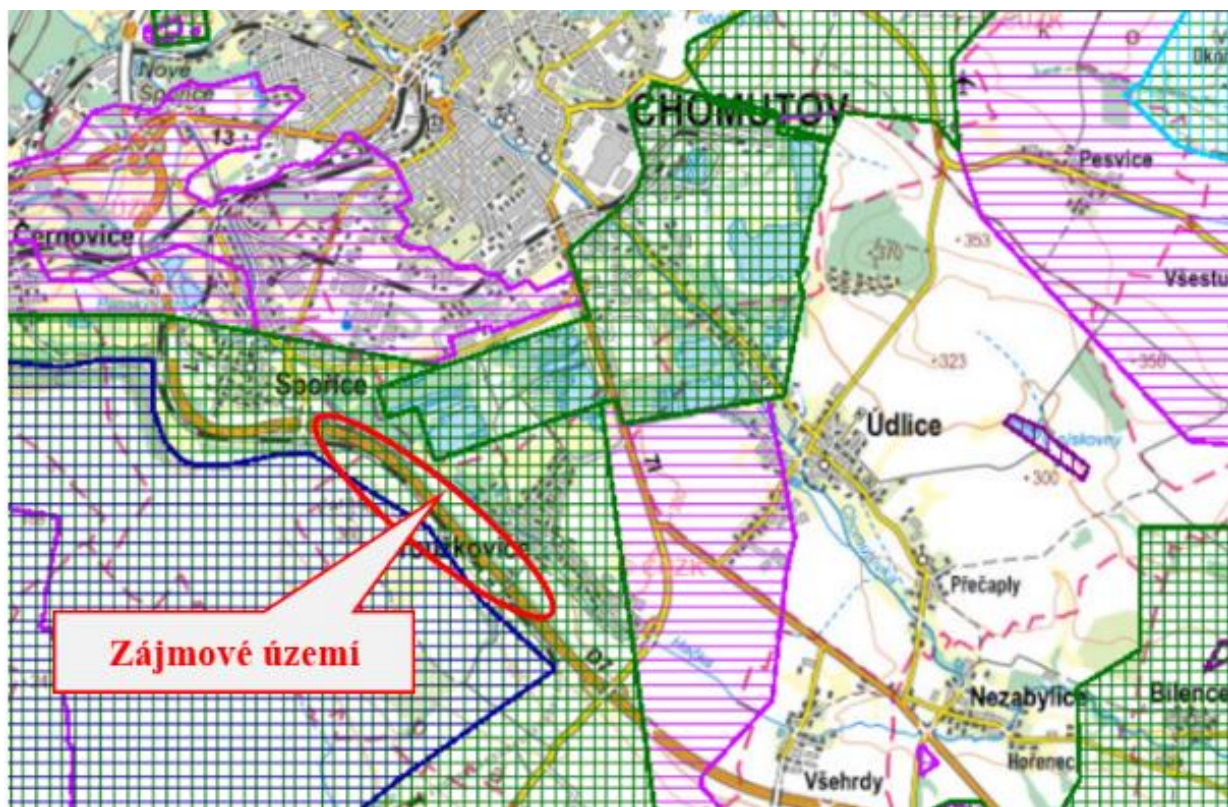 Nové
Spořice
13
CHOMUTOV
Pesvice
Černovice
370
353
Všestu
7
Spořice
323
350
Údlice
71
300
Přečaply
Zájmové území
D7
Nezabylice
Bílence
Hořenec
Všehrdy